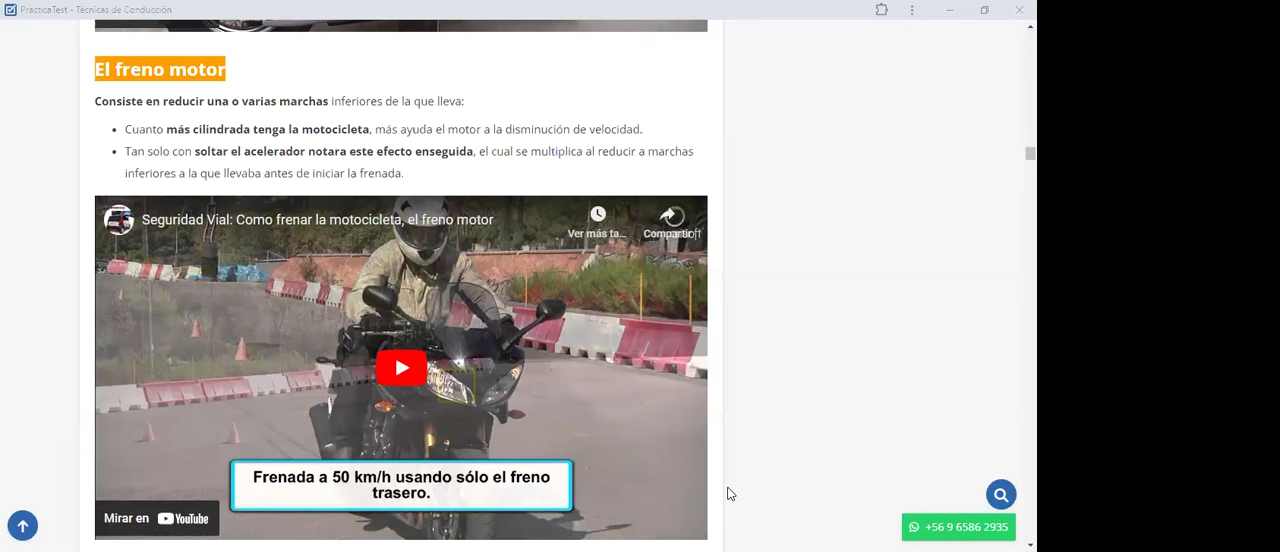 PracticaTest - Técnicas de Conducción
El freno motor
Consiste en reducir una o varias marchas inferiores de la que lleva:
Cuanto más cilindrada tenga la motocicleta, más ayuda el motor a la disminución de velocidad.
Tan solo con soltar el acelerador notara este efecto enseguida, el cual se multiplica al reducir a marchas
inferiores a la que llevaba antes de iniciar la frenada.
Seguridad Vial: Como frenar la motocicleta, el freno motor
Ver más ta...
Compartir
Frenada a 50 km/h usando sólo el freno
trasero.
Mirar en YouTube
+56 9 6586 2935